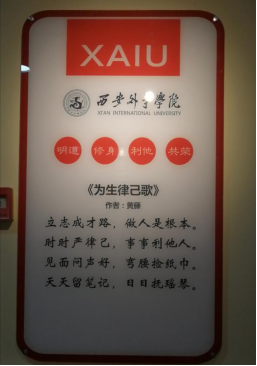 XAIU
西安外事学院
XI'AN INTERNATIONAL UNIVERSITY
明道 修身 利他 共荣
《为生律己歌》
作者：黄藤
立志成才路，做人是根本。
时时严律己，事事利他人。
见面问声好，弯腰捡纸巾。
天天留笔记，日日抚瑶琴。